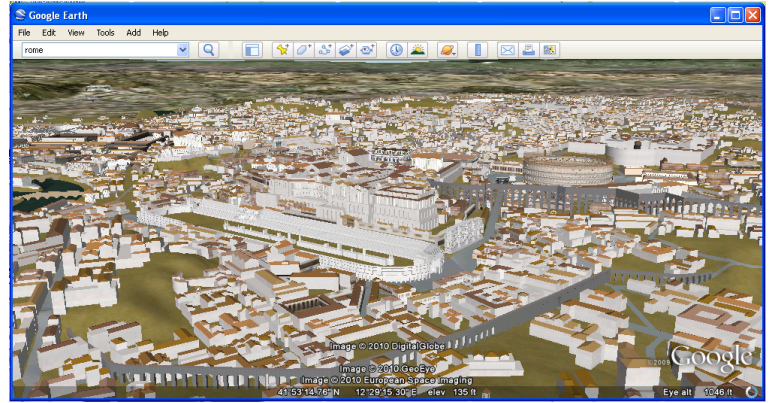 Google Earth
File Edit View Tools Add Help
rome
Image © 2010 DigitalGlobe
Image © 2010 GeoEye
Image © 2010 European Space Imaging
©2009 Google
41°53'14.76" N 12°29'15.30" E elev 135 ft Eye alt 1046 ft